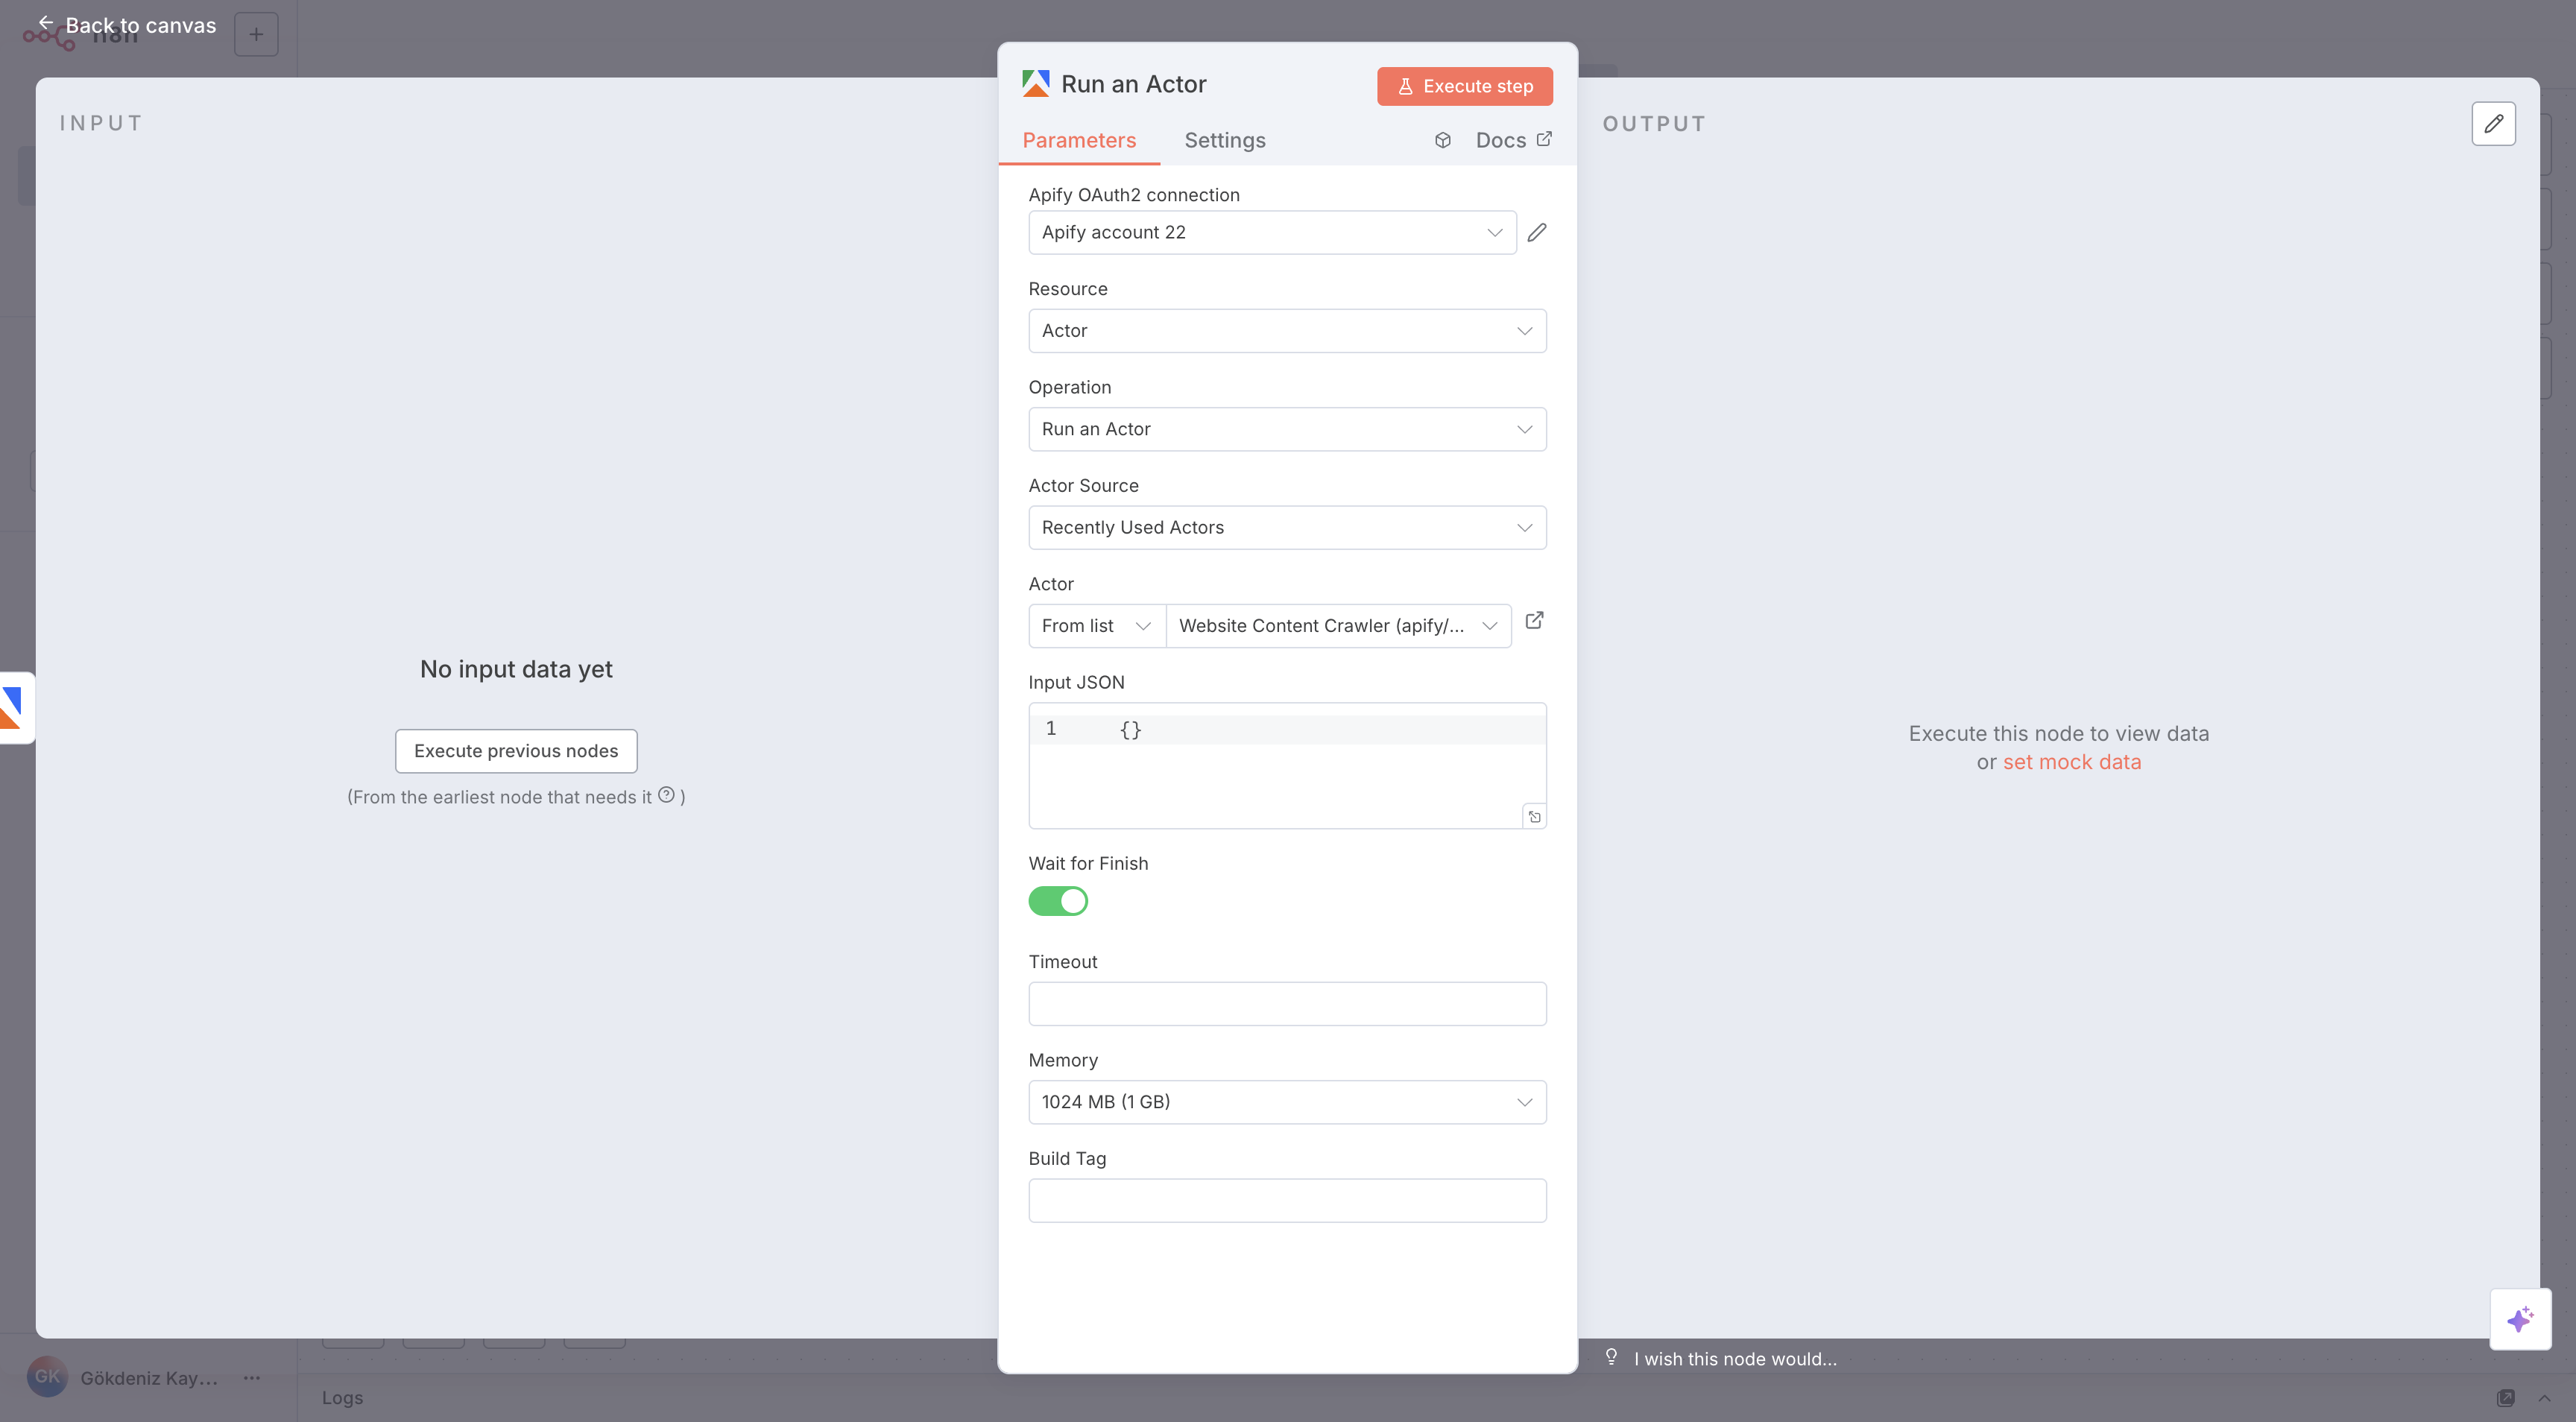 Back to canvas
n8n
INPUT
No input data yet
Execute previous nodes
(From the earliest node that needs it ? )
Run an Actor
Execute step
Parameters
Settings
Docs
Apify OAuth2 connection
Apify account 22
Resource
Actor
Operation
Run an Actor
Actor Source
Recently Used Actors
Actor
From list
Website Content Crawler (apify/...
Input JSON
1 {}
Wait for Finish
Timeout
Memory
1024 MB (1 GB)
Build Tag
OUTPUT
Execute this node to view data
or set mock data
I wish this node would...
GK
Gökdeniz Kay...
Logs